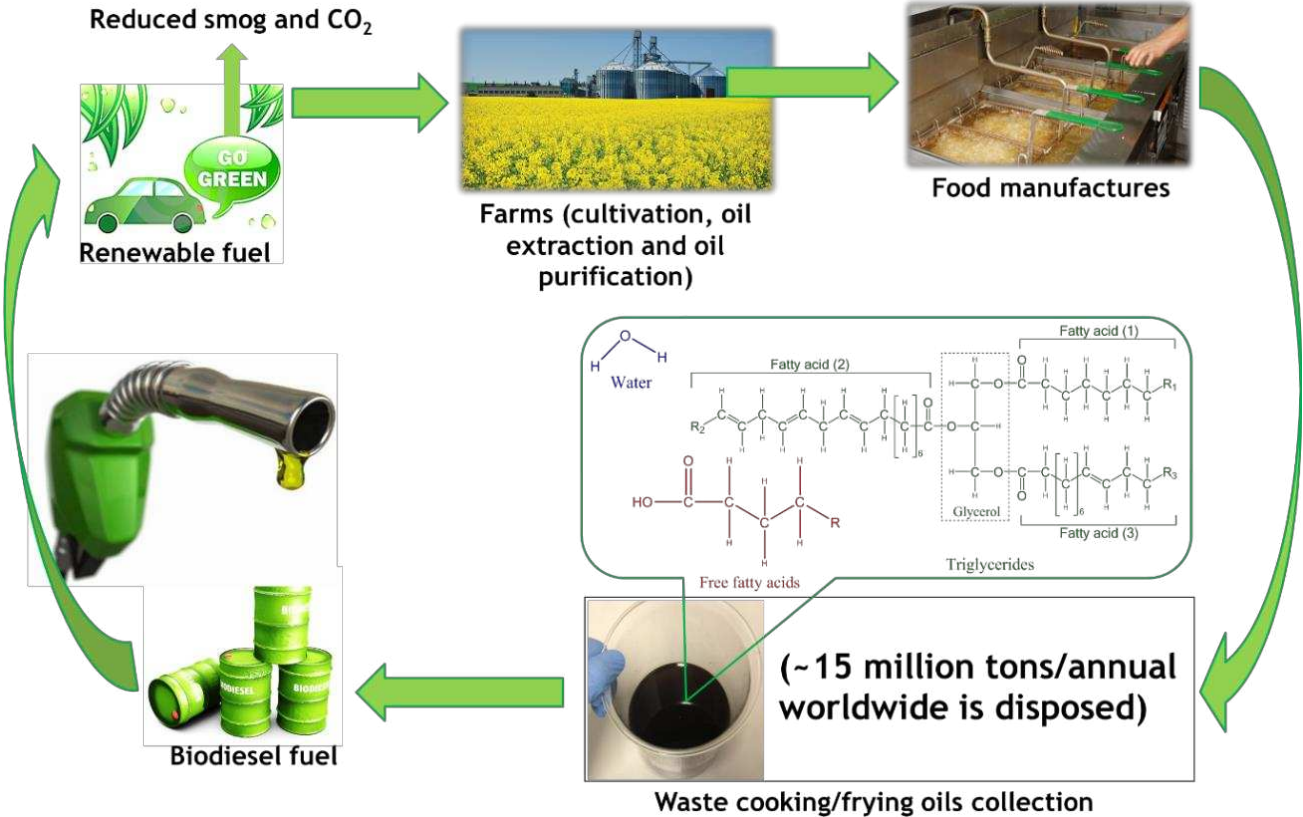 Reduced smog and CO₂
GO
GREEN
Renewable fuel
Farms (cultivation, oil
extraction and oil
purification)
Food manufactures
H
O
H
Water
Fatty acid (2)
Fatty acid (1)
Fatty acid (3)
R₂
R₁
R₃
6
6
Glycerol
Triglycerides
HO
O
C
C
C
C
H
H
H
H
H
H
R
Free fatty acids
(~15 million tons/annual
worldwide is disposed)
Waste cooking/frying oils collection
BIODIESEL
BIODIESEL
Biodiesel fuel